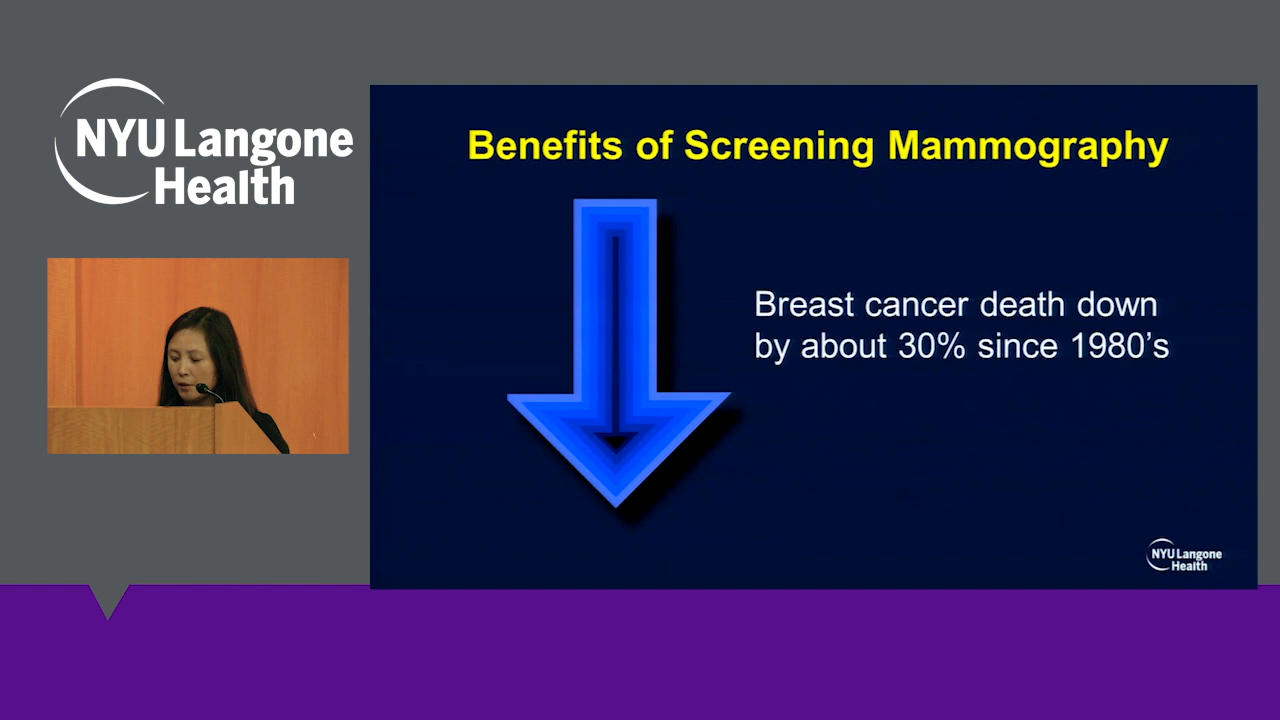 NYU Langone
Health
Benefits of Screening Mammography
Breast cancer death down
by about 30% since 1980’s
NYU Langone
Health